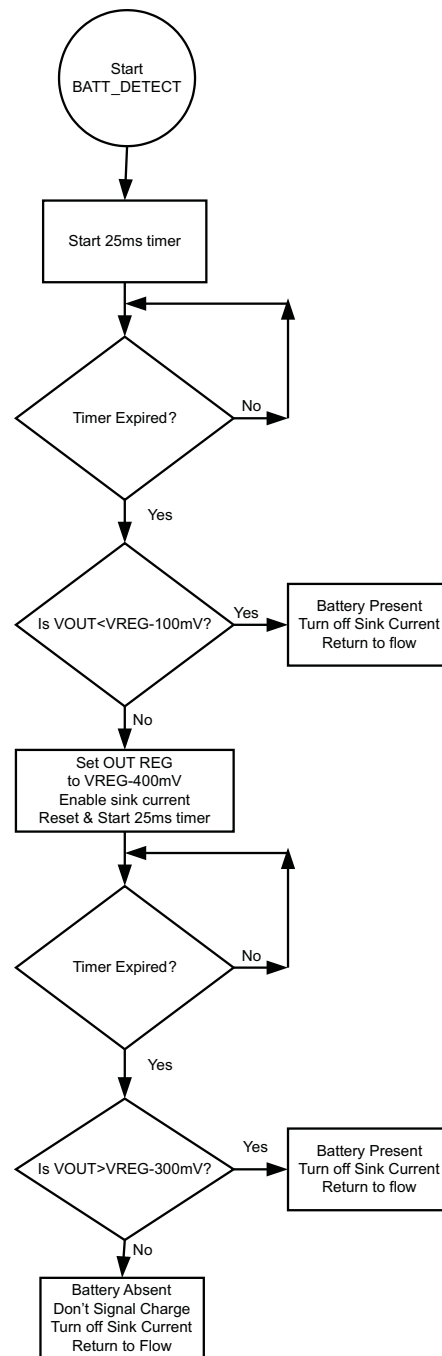 Start
BATT_DETECT
Start 25ms timer
Timer Expired?
No
Yes
Is VOUT<VREG-100mV?
Yes
Battery Present
Turn off Sink Current
Return to flow
No
Set OUT REG
to VREG-400mV
Enable sink current
Reset & Start 25ms timer
Timer Expired?
No
Yes
Is VOUT>VREG-300mV?
Yes
Battery Present
Turn off Sink Current
Return to flow
No
Battery Absent
Don't Signal Charge
Turn off Sink Current
Return to Flow